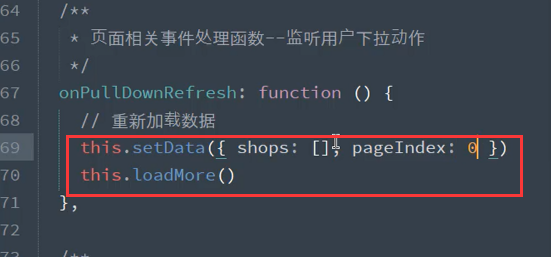 64 /**
65 * 页面相关事件处理函数--监听用户下拉动作
66 */
67 onPullDownRefresh: function () {
68 // 重新加载数据
69 this.setData({ shops: [], pageIndex: 0 })
70 this.loadMore()
71 },
72
73 /**